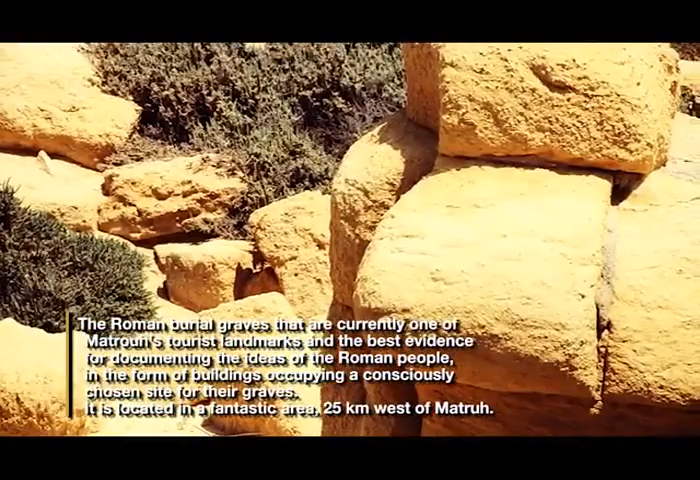 The Roman burial graves that are currently one of
Matrouh's tourist landmarks and the best evidence
for documenting the ideas of the Roman people,
in the form of buildings occupying a consciously
chosen site for their graves.
it is located in a fantastic area, 25 km west of Matruh.